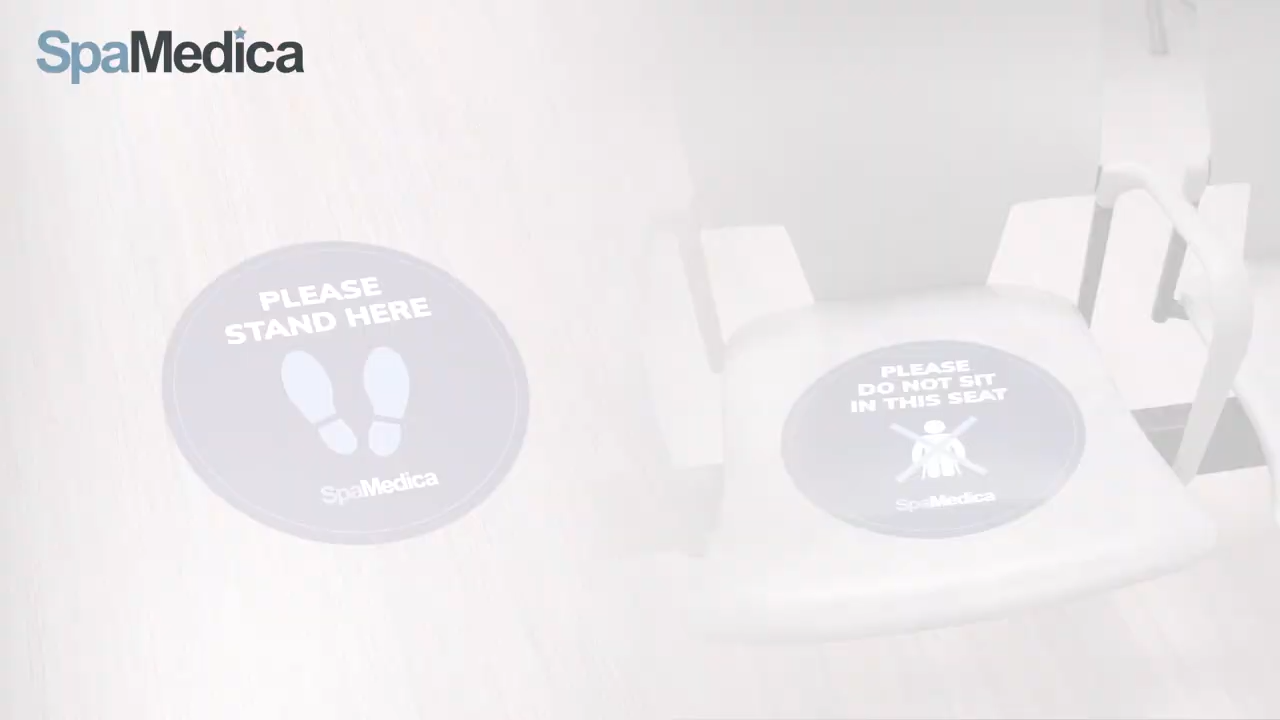 SpaMedica
PLEASE
STAND HERE
SpaMedica
PLEASE
DO NOT SIT
IN THIS SEAT
SpaMedica